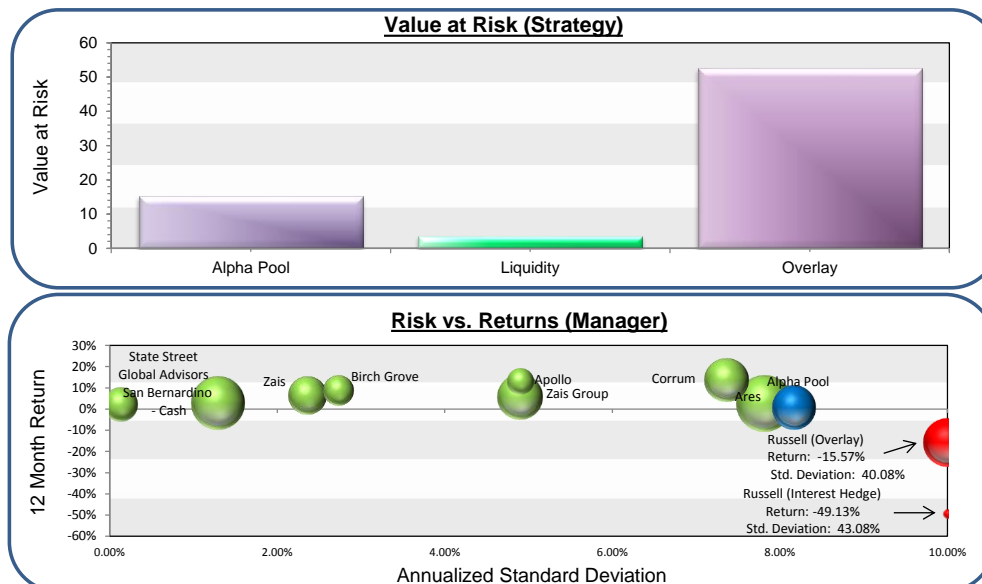 Value at Risk (Strategy)
60
50
40
30
20
10
0
Value at Risk
Alpha Pool
Liquidity
Overlay
Risk vs. Returns (Manager)
30%
20%
10%
0%
-10%
-20%
-30%
-40%
-50%
-60%
12 Month Return
State Street
Global Advisors
San Bernardino
- Cash
Zais
Birch Grove
Apollo
Zais Group
Corrum
Ares
Alpha Pool
Russell (Overlay)
Return: -15.57%
Std. Deviation: 40.08%
Russell (Interest Hedge)
Return: -49.13%
Std. Deviation: 43.08%
0.00%
2.00%
4.00%
6.00%
8.00%
10.00%
Annualized Standard Deviation